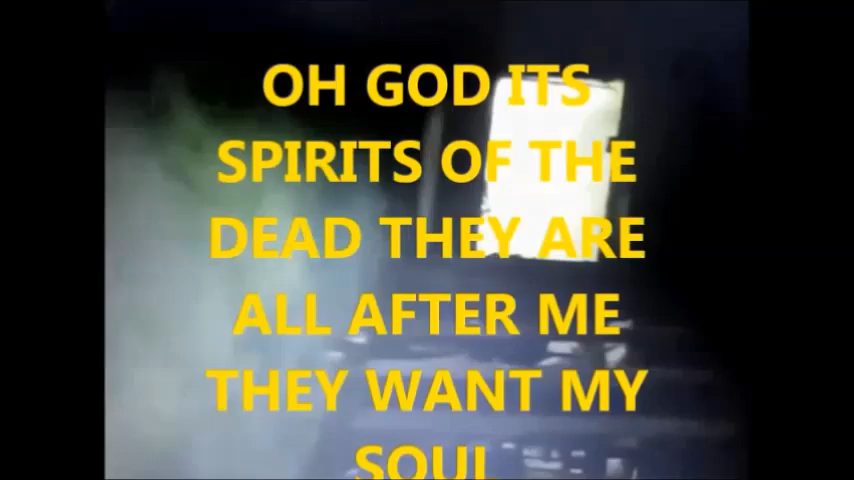 OH GOD ITS
SPIRITS OF THE
DEAD THEY ARE
ALL AFTER ME
THEY WANT MY
SOUL